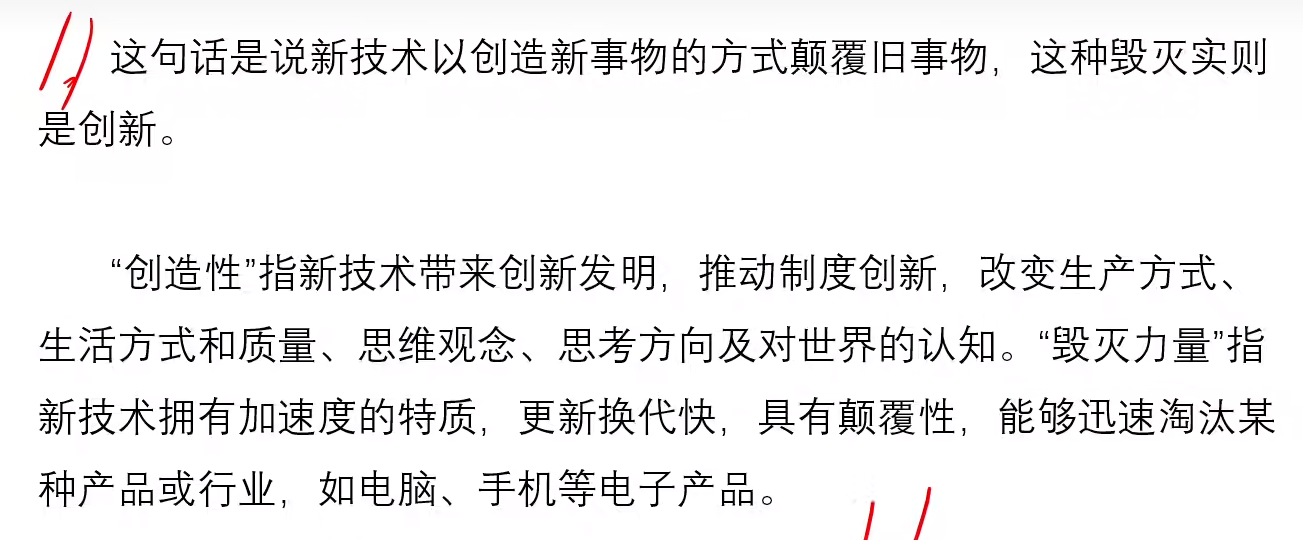 这句话是说新技术以创造新事物的方式颠覆旧事物，这种毁灭实则
是创新。
“创造性”指新技术带来创新发明，推动制度创新，改变生产方式、
生活方式和质量、思维观念、思考方向及对世界的认知。“毁灭力量”指
新技术拥有加速度的特质，更新换代快，具有颠覆性，能够迅速淘汰某
种产品或行业，如电脑、手机等电子产品。